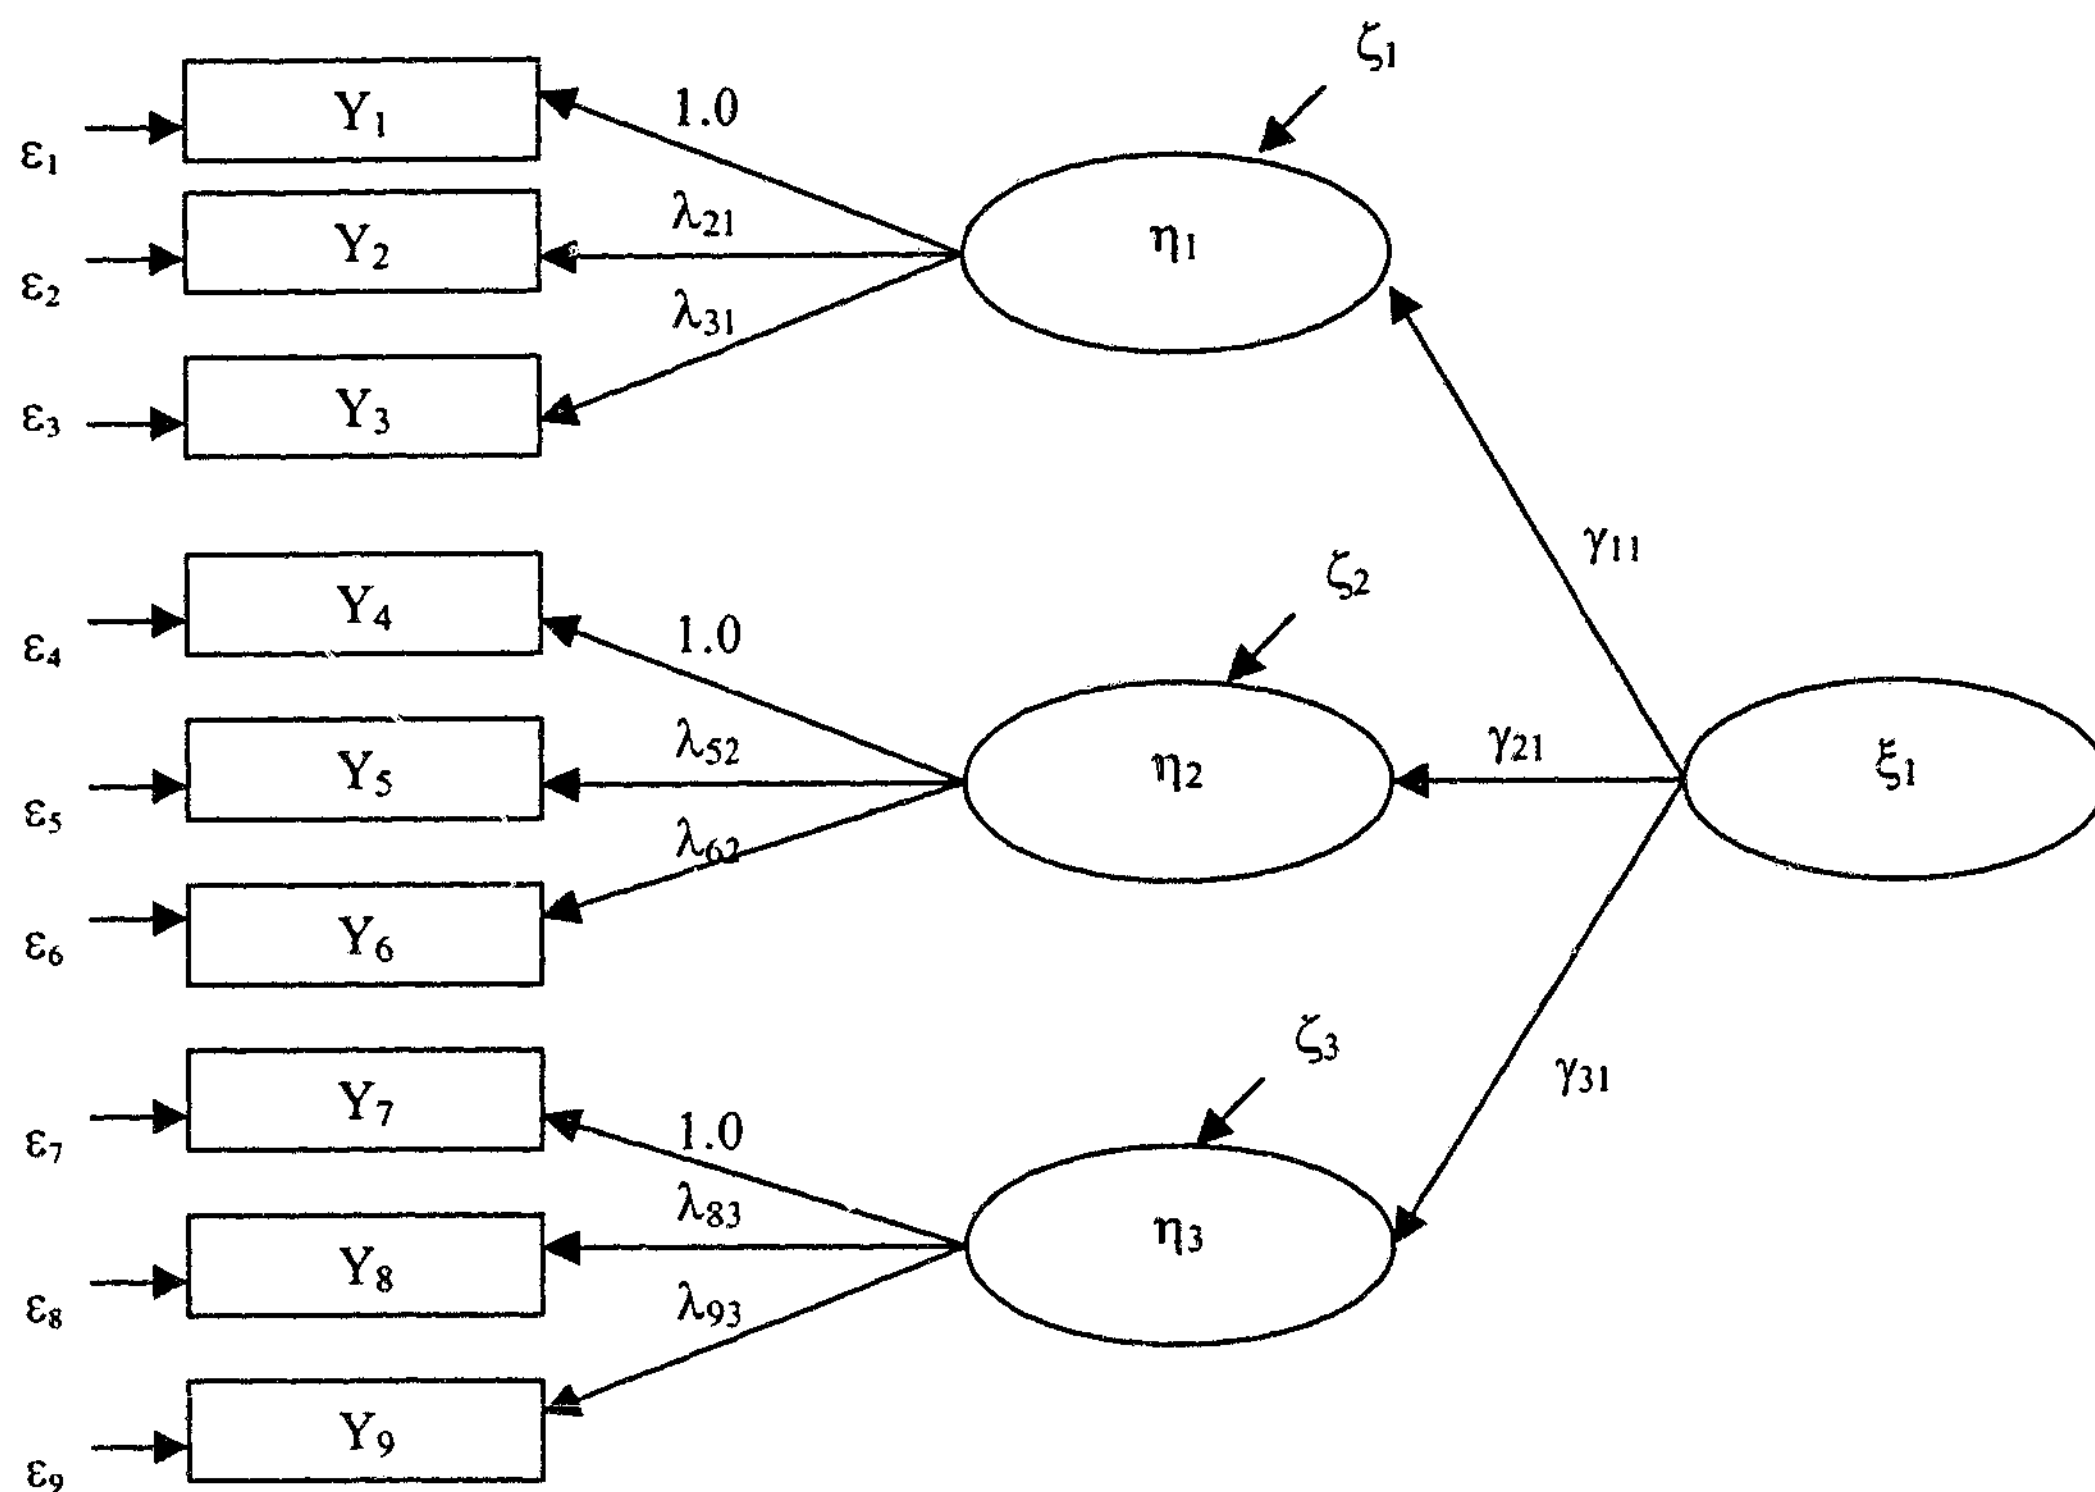 ζ₁
Y₁
1.0
ε₁
λ₂₁
Y₂
η₁
ε₂
λ₃₁
Y₃
ε₃
γ₁₁
ζ₂
Y₄
1.0
ε₄
λ₅₂
γ₂₁
Y₅
η₂
ξ₁
ε₅
λ₆₂
Y₆
ε₆
ζ₃
γ₃₁
Y₇
1.0
ε₇
λ₈₃
η₃
Y₈
ε₈
λ₉₃
Y₉
ε₉